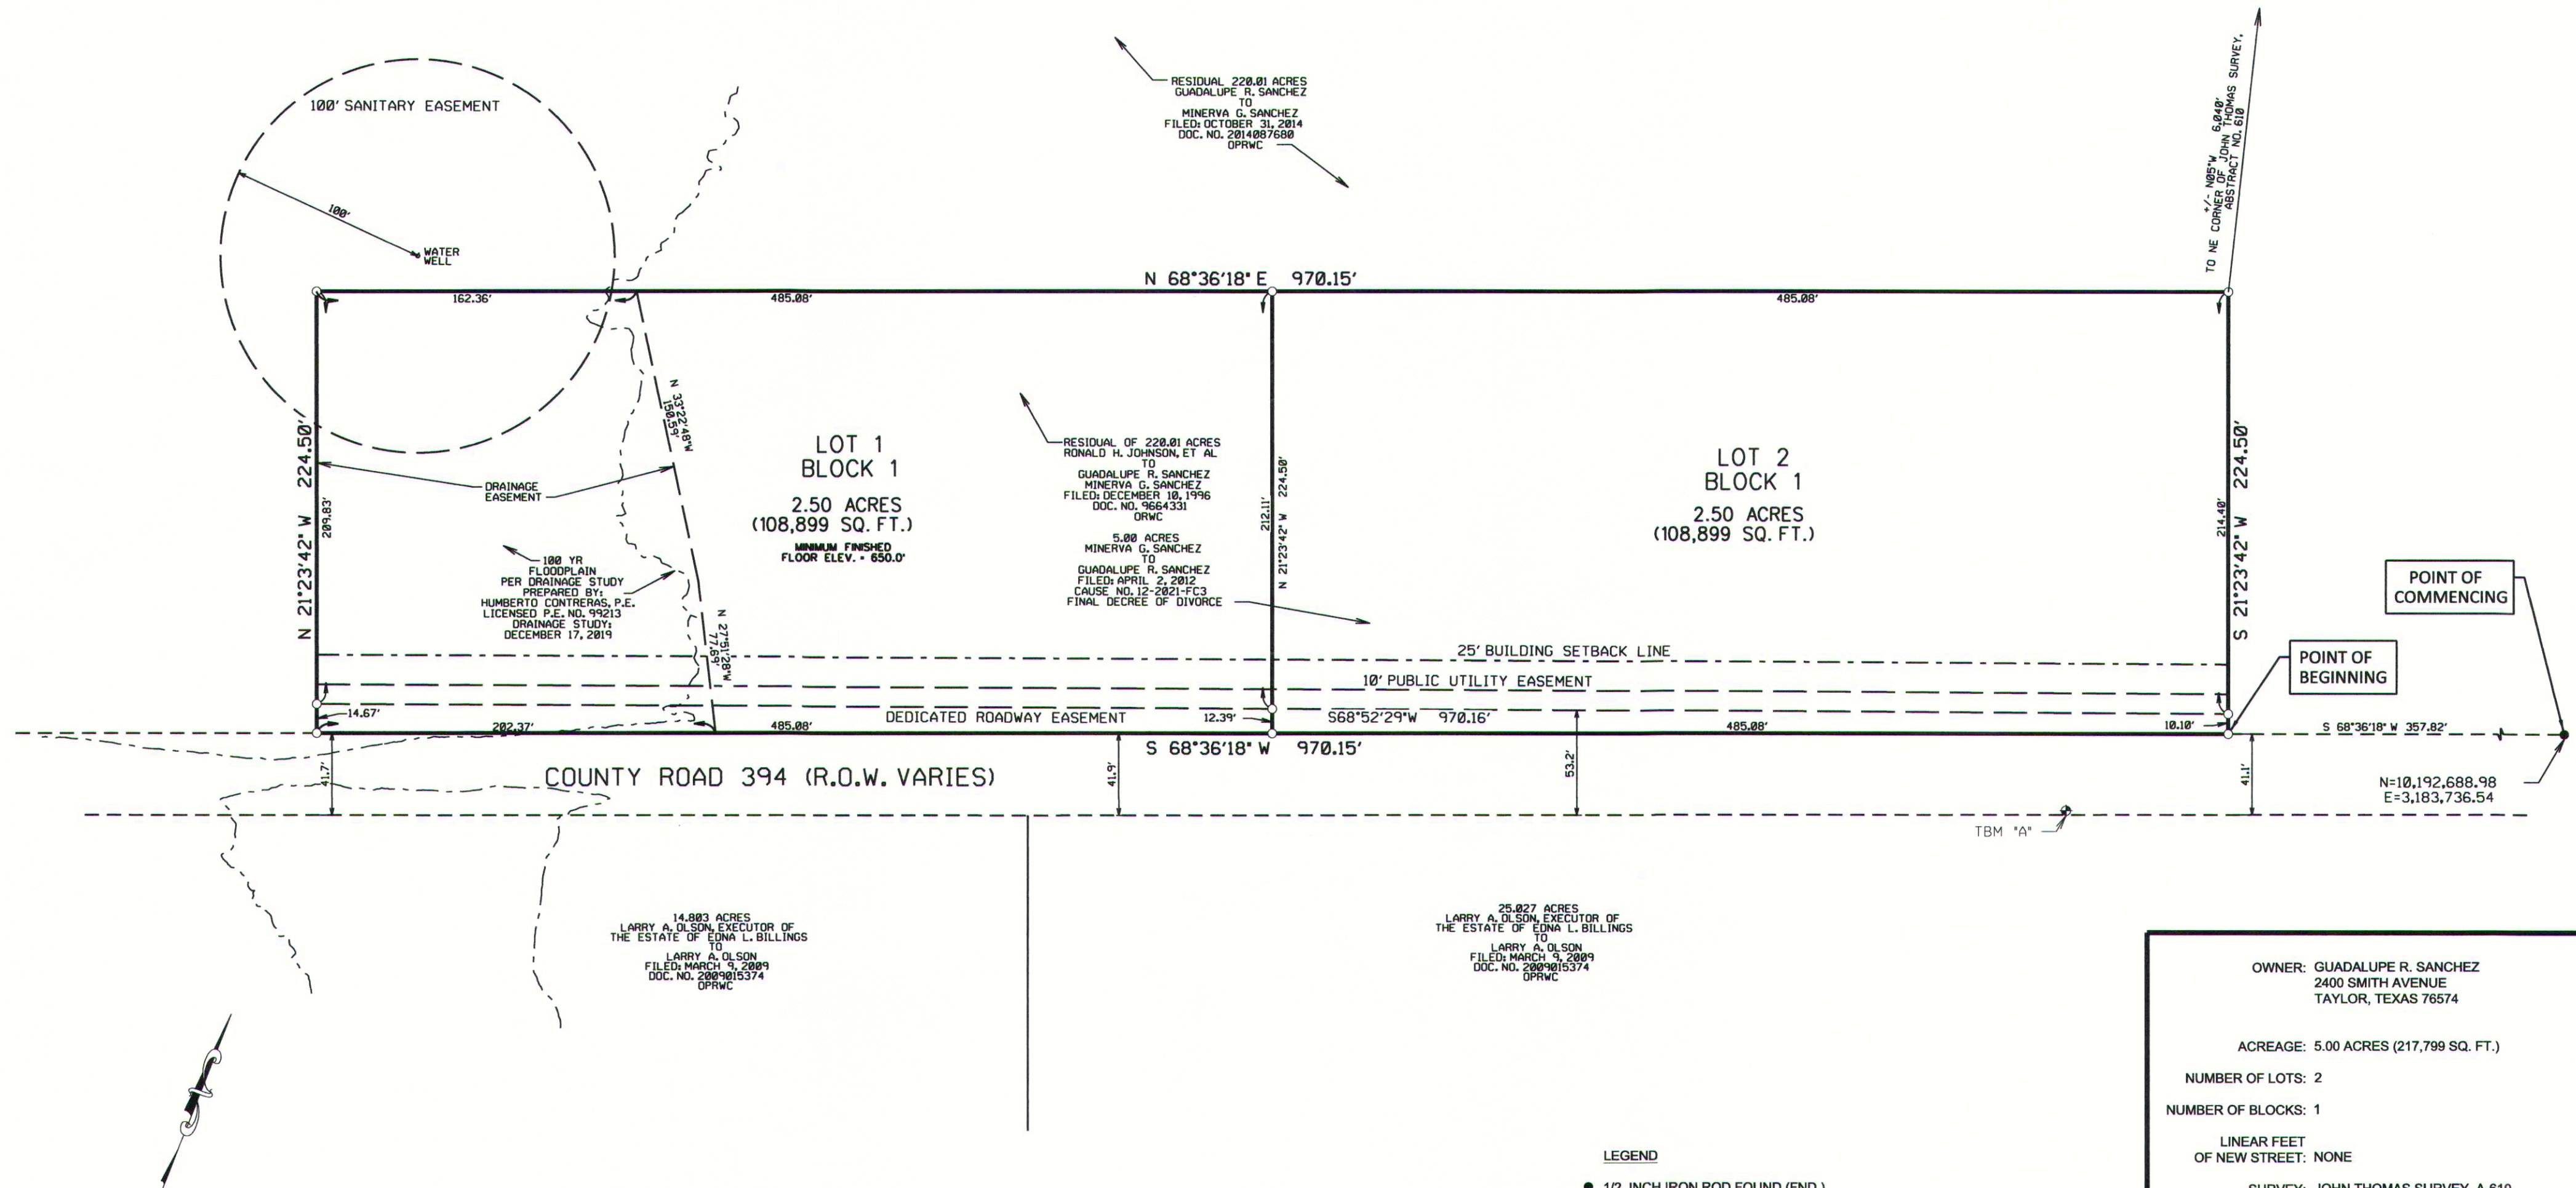 100' SANITARY EASEMENT
100'
WATER
WELL
RESIDUAL 220.01 ACRES
GUADALUPE R. SANCHEZ
TO
MINERVA G. SANCHEZ
FILED: OCTOBER 31, 2014
DOC. NO. 2014087680
OPRWC
+/- N05°W 6,040'
TO NE CORNER OF JOHN THOMAS SURVEY,
ABSTRACT NO. 610
N 68°36'18" E 970.15'
162.36'
485.08'
485.08'
N 21°23'42" W 224.50'
209.83'
DRAINAGE
EASEMENT
N 33°22'48"W
150.59'
LOT 1
BLOCK 1
2.50 ACRES
(108,899 SQ. FT.)
MINIMUM FINISHED
FLOOR ELEV. = 650.0'
RESIDUAL OF 220.01 ACRES
RONALD H. JOHNSON, ET AL
TO
GUADALUPE R. SANCHEZ
MINERVA G. SANCHEZ
FILED: DECEMBER 10, 1996
DOC. NO. 9664331
ORWC
5.00 ACRES
MINERVA G. SANCHEZ
TO
GUADALUPE R. SANCHEZ
FILED: APRIL 2, 2012
CAUSE NO. 12-2021-FC3
FINAL DECREE OF DIVORCE
212.11'
N 21°23'42" W 224.50'
LOT 2
BLOCK 1
2.50 ACRES
(108,899 SQ. FT.)
214.40'
S 21°23'42" W 224.50'
100 YR
FLOODPLAIN
PER DRAINAGE STUDY
PREPARED BY:
HUMBERTO CONTRERAS, P.E.
LICENSED P.E. NO. 99213
DRAINAGE STUDY:
DECEMBER 17, 2019
N 27°51'28"W
77.69'
POINT OF
COMMENCING
POINT OF
BEGINNING
25' BUILDING SETBACK LINE
10' PUBLIC UTILITY EASEMENT
14.67'
DEDICATED ROADWAY EASEMENT
12.39'
S68°52'29"W 970.16'
10.10'
202.37'
485.08'
485.08'
S 68°36'18" W 357.82'
S 68°36'18" W 970.15'
41.7'
COUNTY ROAD 394 (R.O.W. VARIES)
41.9'
53.2'
41.1'
N=10,192,688.98
E=3,183,736.54
TBM "A"
14.803 ACRES
LARRY A. OLSON, EXECUTOR OF
THE ESTATE OF EDNA L. BILLINGS
TO
LARRY A. OLSON
FILED: MARCH 9, 2009
DOC. NO. 2009015374
OPRWC
25.027 ACRES
LARRY A. OLSON, EXECUTOR OF
THE ESTATE OF EDNA L. BILLINGS
TO
LARRY A. OLSON
FILED: MARCH 9, 2009
DOC. NO. 2009015374
OPRWC
OWNER: GUADALUPE R. SANCHEZ
2400 SMITH AVENUE
TAYLOR, TEXAS 76574
ACREAGE: 5.00 ACRES (217,799 SQ. FT.)
NUMBER OF LOTS: 2
NUMBER OF BLOCKS: 1
LINEAR FEET
OF NEW STREET: NONE
SURVEY: JOHN THOMAS SURVEY, A-610
LEGEND
1/2 INCH IRON ROD FOUND (FND.)